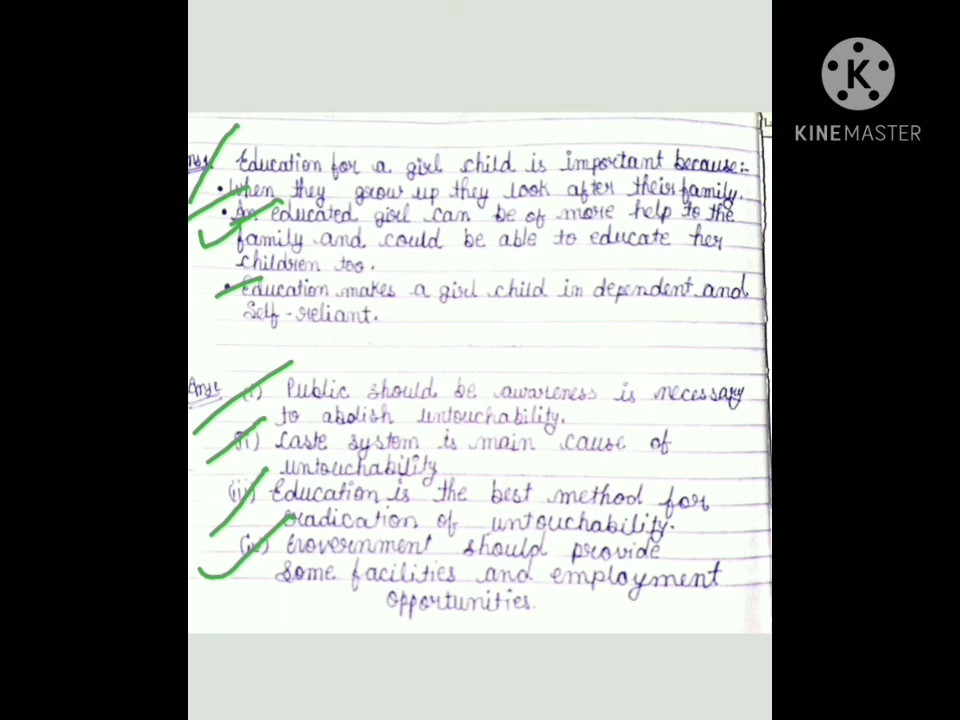 K
KINEMASTER
Ans1. Education for a girl child is important because:-
• When they grow up they look after their family.
• An educated girl can be of more help to the
family and could be able to educate her
children too.
• Education makes a girl child in dependent and
Self-reliant.
Ans2 (i) Public should be awareness is necessary
to abolish untouchability.
(ii) Caste system is main cause of
untouchability
(iii) Education is the best method for
eradication of untouchability.
(iv) Government should provide
Some facilities and employment
opportunities.